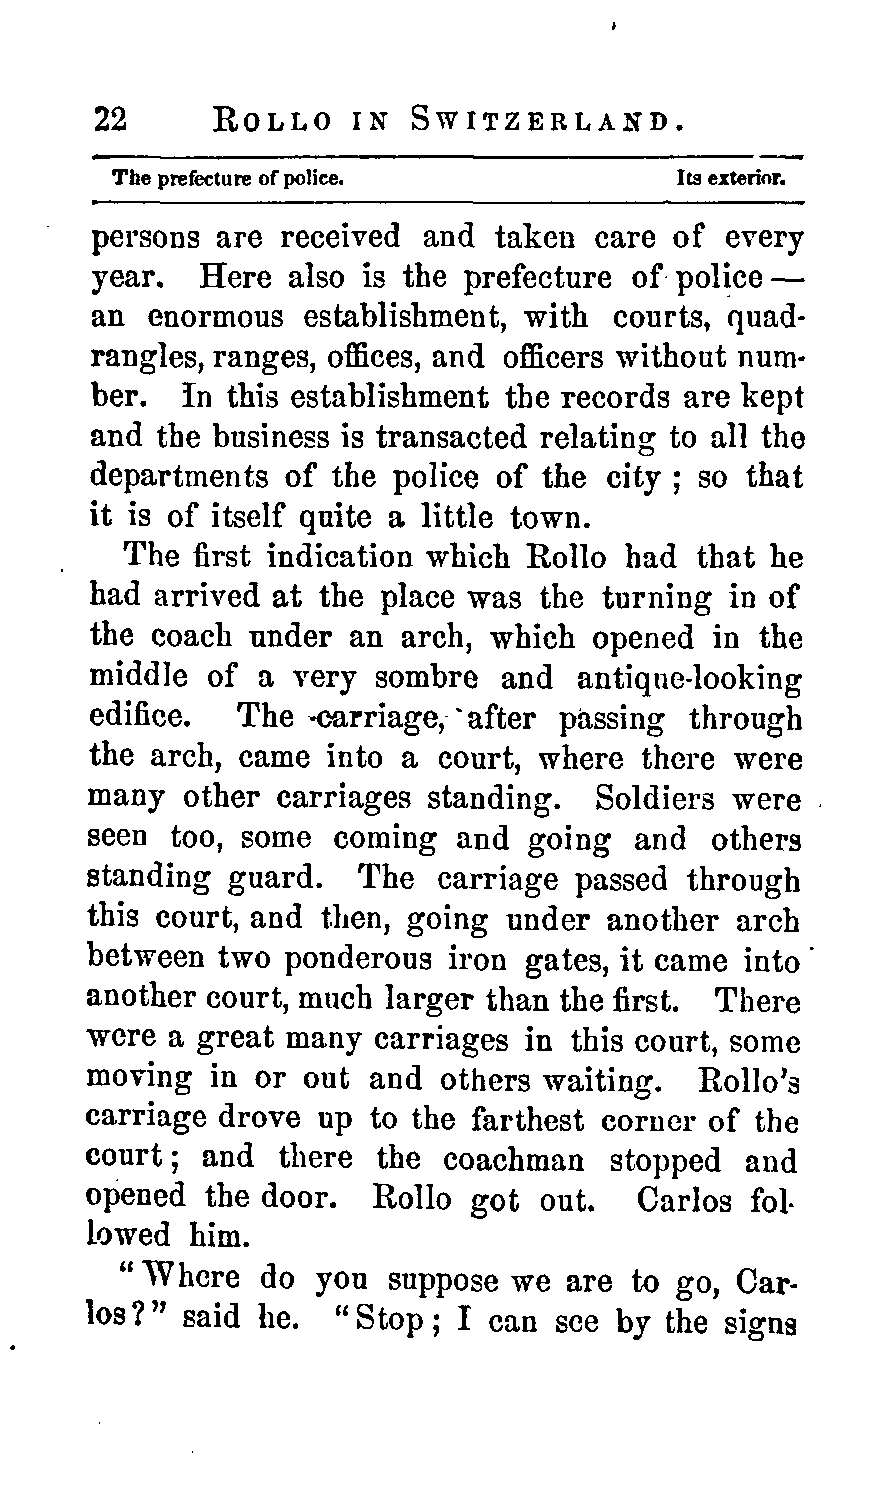 22 ROLLO IN SWITZERLAND.
The prefecture of police. Its exterior.
persons are received and taken care of every
year. Here also is the prefecture of police —
an enormous establishment, with courts, quad-
rangles, ranges, offices, and officers without num-
ber. In this establishment the records are kept
and the business is transacted relating to all the
departments of the police of the city ; so that
it is of itself quite a little town.
The first indication which Rollo had that he
had arrived at the place was the turning in of
the coach under an arch, which opened in the
middle of a very sombre and antique-looking
edifice. The carriage, after passing through
the arch, came into a court, where there were
many other carriages standing. Soldiers were
seen too, some coming and going and others
standing guard. The carriage passed through
this court, and then, going under another arch
between two ponderous iron gates, it came into
another court, much larger than the first. There
were a great many carriages in this court, some
moving in or out and others waiting. Rollo's
carriage drove up to the farthest corner of the
court ; and there the coachman stopped and
opened the door. Rollo got out. Carlos fol-
lowed him.
"Where do you suppose we are to go, Car-
los?" said he. "Stop ; I can see by the signs